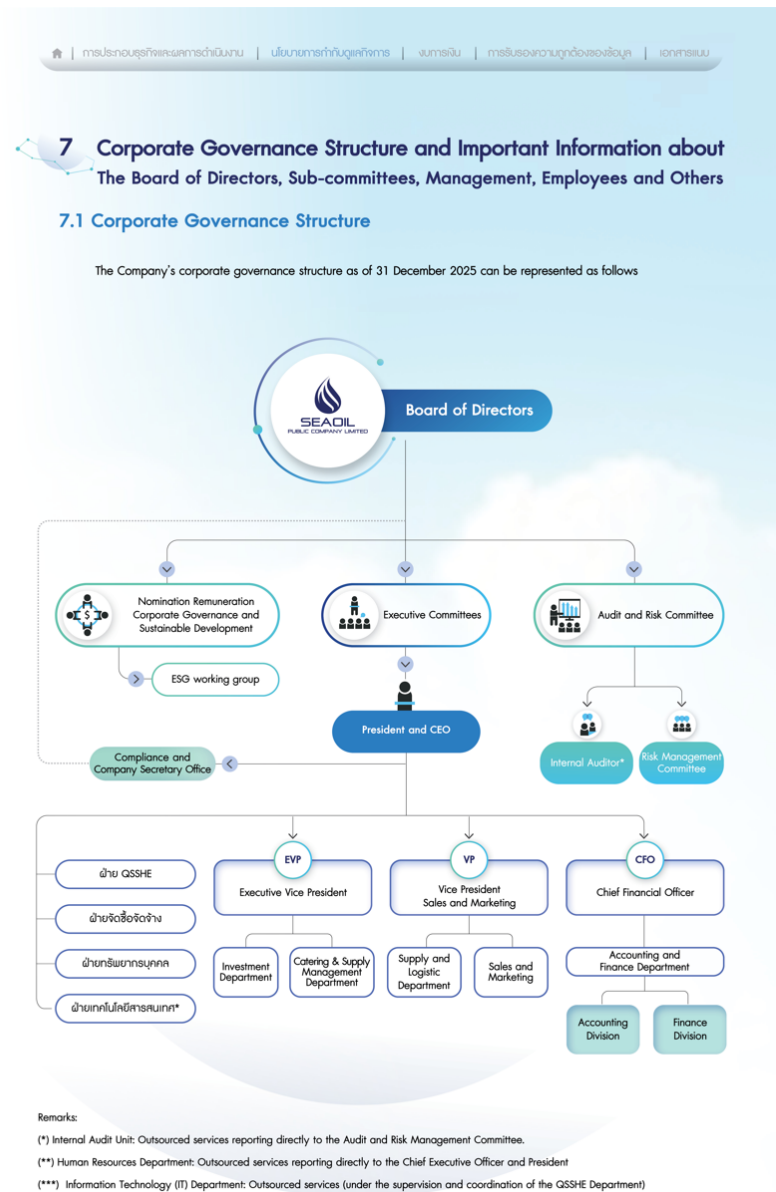 การประกอบธุรกิจและผลการดำเนินงาน | นโยบายการกำกับดูแลกิจการ | งบการเงิน | การรับรองความถูกต้องของข้อมูล | เอกสารแนบ
7 Corporate Governance Structure and Important Information about
The Board of Directors, Sub-committees, Management, Employees and Others
7.1 Corporate Governance Structure
The Company's corporate governance structure as of 31 December 2025 can be represented as follows
SEAOIL
PUBLIC COMPANY LIMITED
Board of Directors
Nomination Remuneration
Corporate Governance and
Sustainable Development
Executive Committees
Audit and Risk Committee
ESG working group
President and CEO
Compliance and
Company Secretary Office
Internal Auditor*
Risk Management
Committee
ฝ่าย QSSHE
ฝ่ายจัดซื้อจัดจ้าง
ฝ่ายทรัพยากรบุคคล
ฝ่ายเทคโนโลยีสารสนเทศ*
EVP
Executive Vice President
Investment
Department
Catering & Supply
Management
Department
VP
Vice President
Sales and Marketing
Supply and
Logistic
Department
Sales and
Marketing
CFO
Chief Financial Officer
Accounting and
Finance Department
Accounting
Division
Finance
Division
Remarks:
(*) Internal Audit Unit: Outsourced services reporting directly to the Audit and Risk Management Committee.
(**) Human Resources Department: Outsourced services reporting directly to the Chief Executive Officer and President
(***) Information Technology (IT) Department: Outsourced services (under the supervision and coordination of the QSSHE Department)